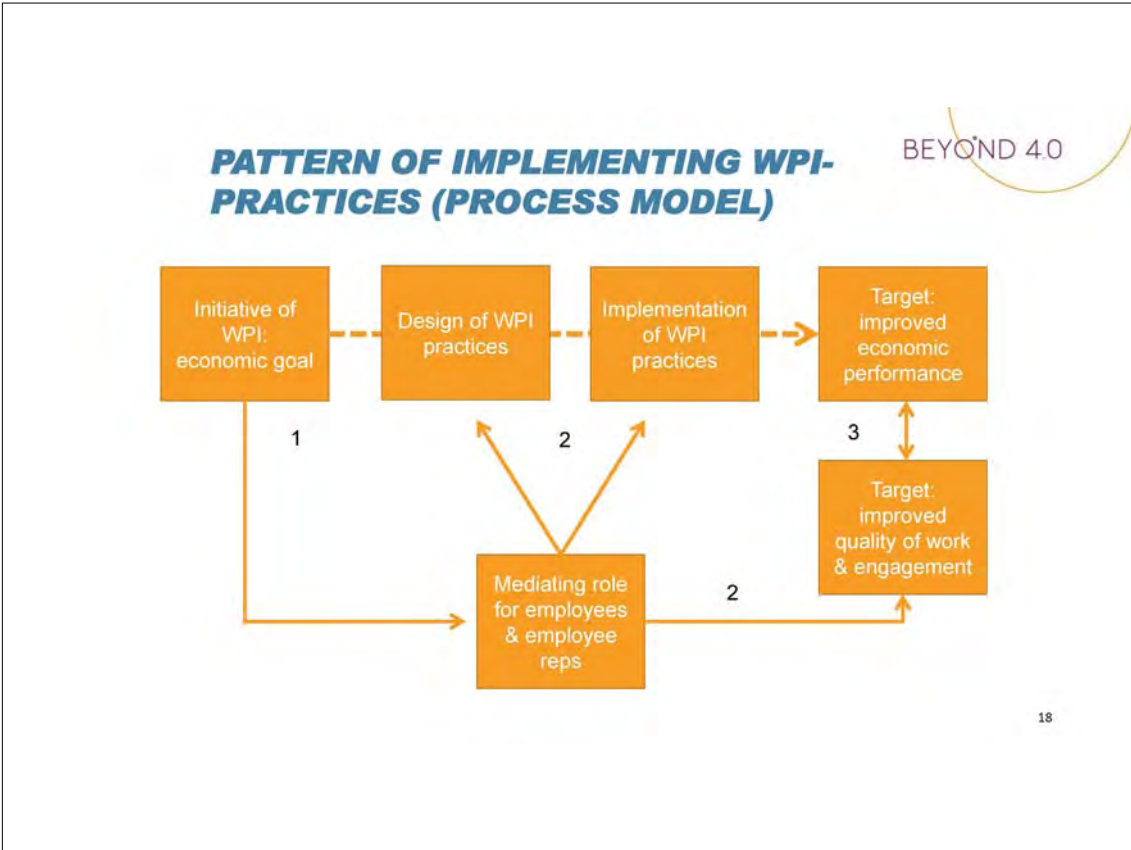 BEYOND 4.0
PATTERN OF IMPLEMENTING WPI-
PRACTICES (PROCESS MODEL)
Initiative of
WPI:
economic goal
Design of WPI
practices
Implementation
of WPI
practices
Target:
improved
economic
performance
1
2
3
Target:
improved
quality of work
& engagement
Mediating role
for employees
& employee
reps
2
18